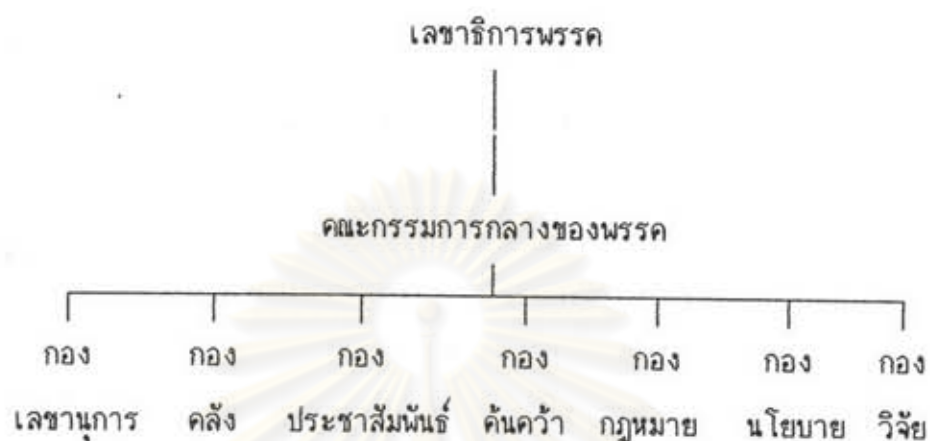 เลขาธิการพรรค
คณะกรรมการกลางของพรรค
กอง กอง กอง กอง กอง กอง กอง
เลขานุการ คลัง ประชาสัมพันธ์ ค้นคว้า กฎหมาย นโยบาย วิจัย